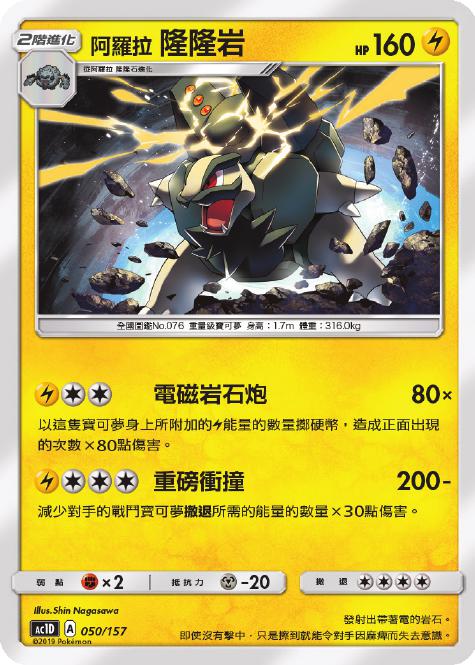 2階進化
阿羅拉 隆隆岩
HP 160
從阿羅拉 隆隆石進化
全國圖鑑No.076 重量級寶可夢 身高：1.7m 體重：316.0kg
電磁岩石炮 80×
以這隻寶可夢身上所附加的能量的數量擲硬幣，造成正面出現
的次數×80點傷害。
重磅衝撞 200-
減少對手的戰鬥寶可夢撤退所需的能量的數量×30點傷害。
弱點 ×2 抵抗力 -20 撤退
Illus.Shin Nagasawa
AC1D A 050/157
©2019 Pokémon
發射出帶著電的岩石。
即使沒有擊中，只是擦到就能令對手因麻痺而失去意識。